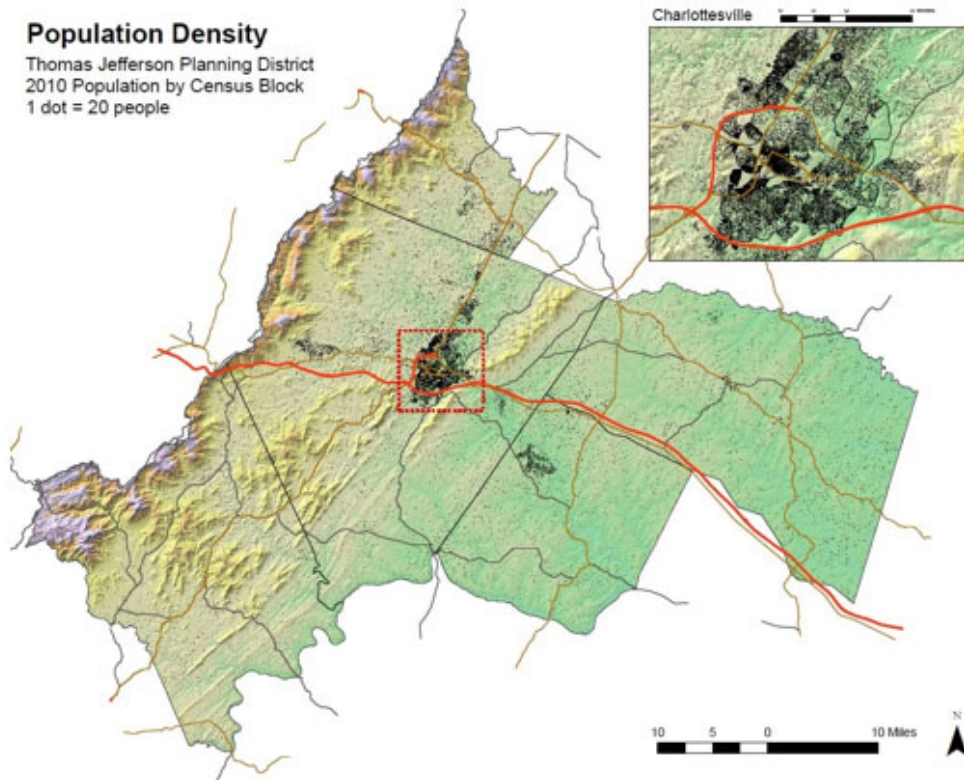 Population Density
Thomas Jefferson Planning District
2010 Population by Census Block
1 dot = 20 people
Charlottesville
10 5 0 10 Miles
N